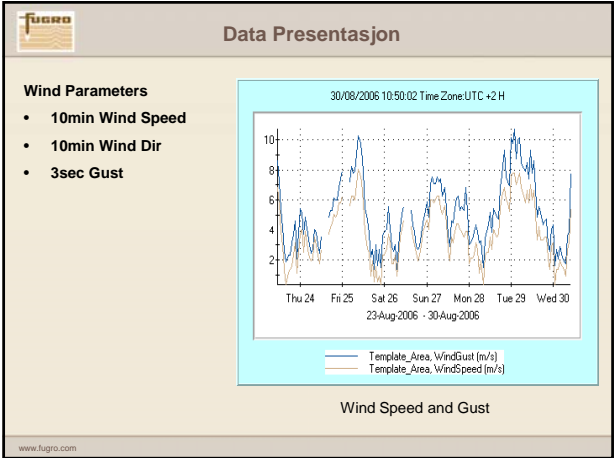 fugro
Data Presentasjon
Wind Parameters
• 10min Wind Speed
• 10min Wind Dir
• 3sec Gust
30/08/2006 10:50:02 Time Zone:UTC +2 H
10
8
6
4
2
Thu 24 Fri 25 Sat 26 Sun 27 Mon 28 Tue 29 Wed 30
23-Aug-2006 - 30-Aug-2006
Template_Area, WindGust (m/s)
Template_Area, WindSpeed (m/s)
Wind Speed and Gust
www.fugro.com